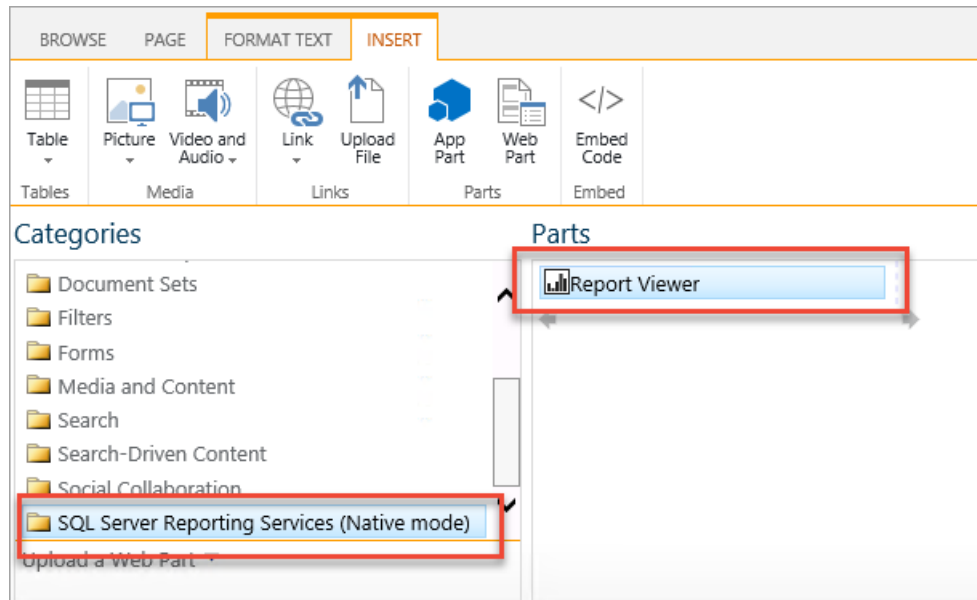 BROWSE PAGE FORMAT TEXT INSERT
Table Picture Video and Audio Link Upload File App Part Web Part Embed Code
Tables Media Links Parts Embed
Categories
Document Sets
Filters
Forms
Media and Content
Search
Search-Driven Content
Social Collaboration
SQL Server Reporting Services (Native mode)
Upload a Web Part
Parts
Report Viewer